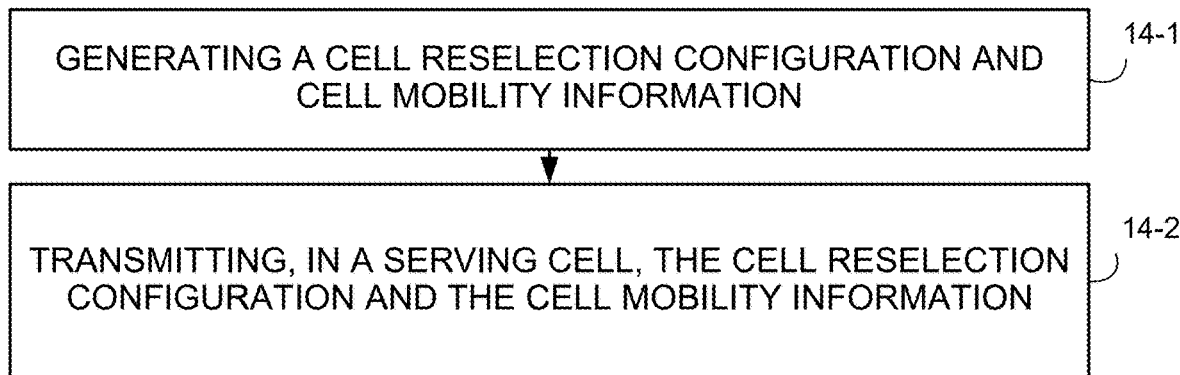 GENERATING A CELL RESELECTION CONFIGURATION AND
CELL MOBILITY INFORMATION
14-1
TRANSMITTING, IN A SERVING CELL, THE CELL RESELECTION
CONFIGURATION AND THE CELL MOBILITY INFORMATION
14-2